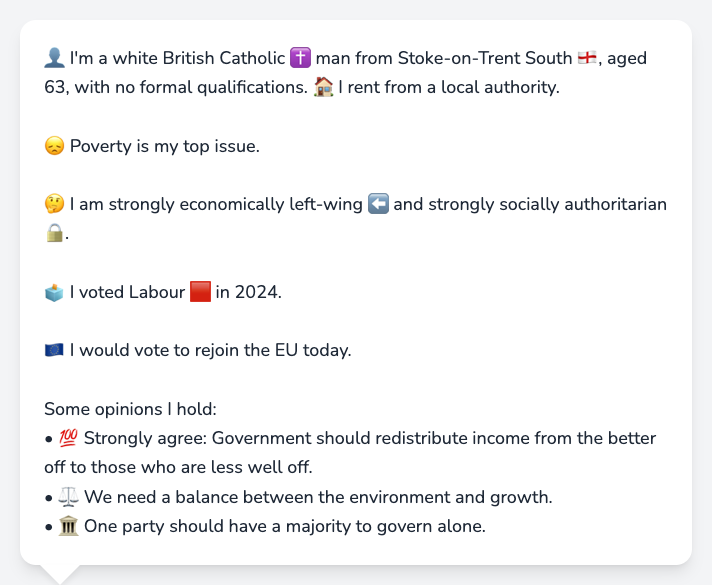 👤 I'm a white British Catholic ✝️ man from Stoke-on-Trent South 🏴󠁧󠁢󠁥󠁮󠁧󠁿, aged
63, with no formal qualifications. 🏠 I rent from a local authority.
😞 Poverty is my top issue.
🤔 I am strongly economically left-wing ⬅️ and strongly socially authoritarian
🔒.
🗳️ I voted Labour 🟥 in 2024.
🇪🇺 I would vote to rejoin the EU today.
Some opinions I hold:
• 💯 Strongly agree: Government should redistribute income from the better
off to those who are less well off.
• ⚖️ We need a balance between the environment and growth.
• 🏛️ One party should have a majority to govern alone.